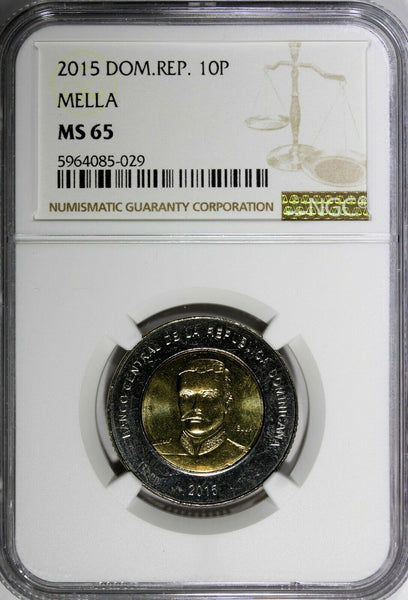 2015 DOM.REP. 10P
MELLA
MS 65
5964085-029
NUMISMATIC GUARANTY CORPORATION
NGC
BANCO CENTRAL DE LA REPUBLICA DOMINICANA
2015